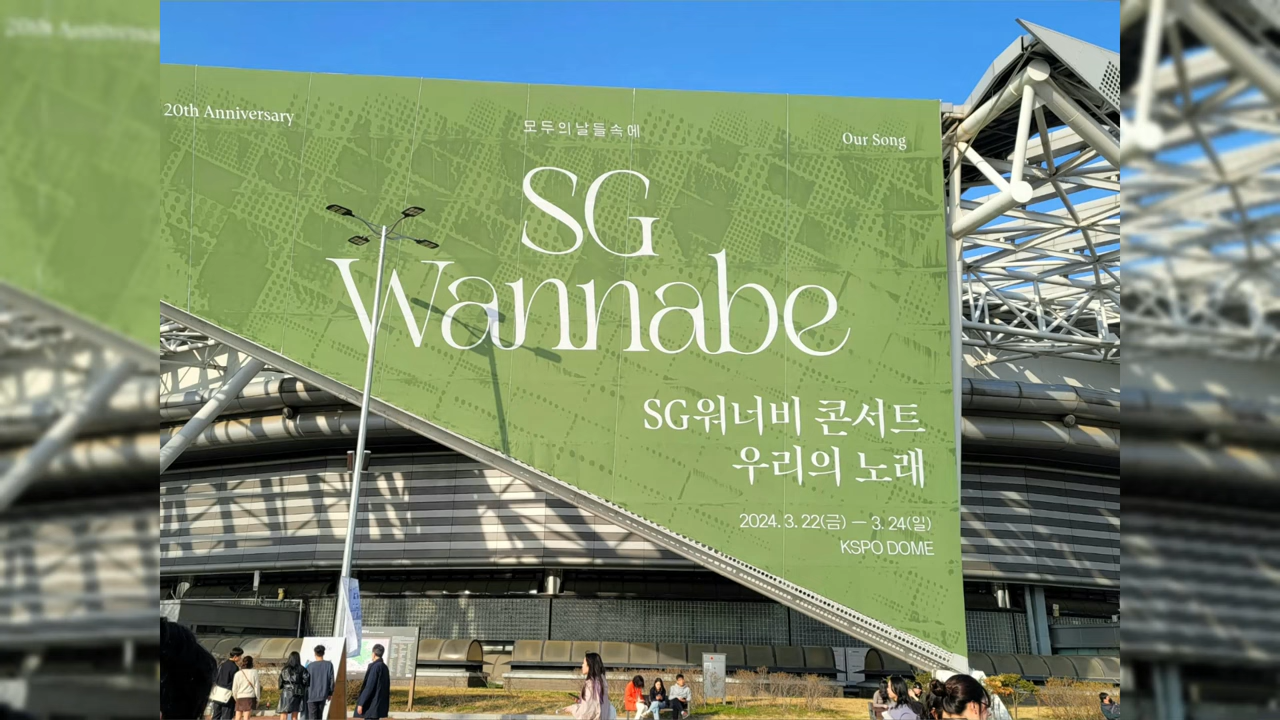 20th Anniversary
모두의 날들 속에
Our Song
SG
Wannabe
SG워너비 콘서트
우리의 노래
2024. 3. 22(금) — 3. 24(일)
KSPO DOME